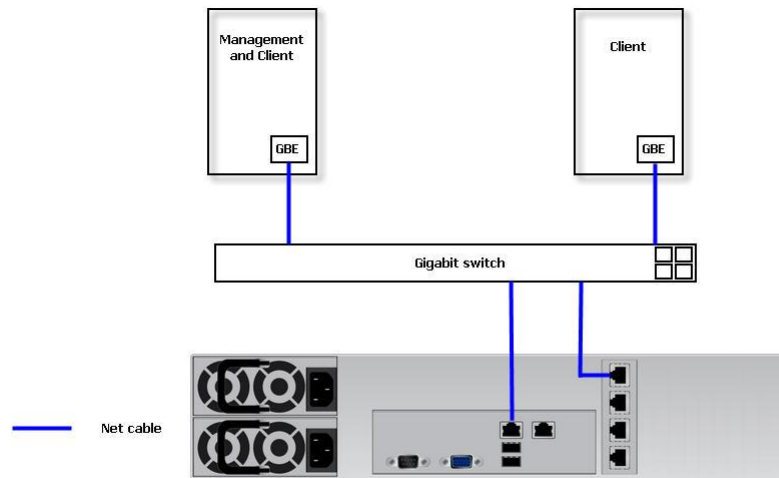 Management
and Client
Client
GBE
GBE
Gigabit switch
Net cable